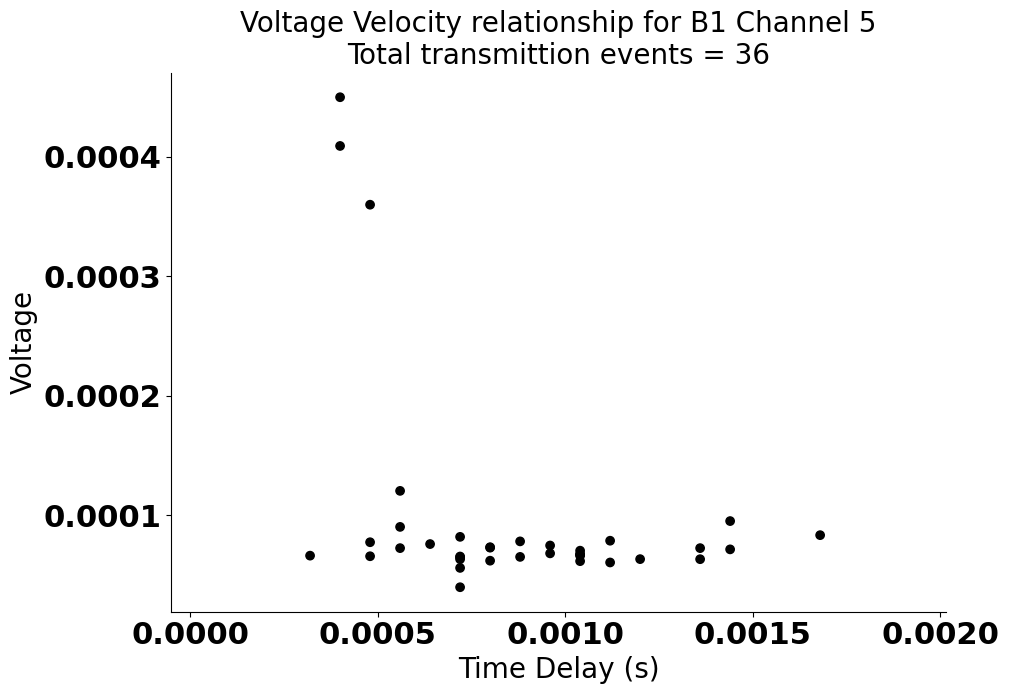 Voltage Velocity relationship for B1 Channel 5
Total transmittion events = 36
0.0004
0.0003
0.0002
0.0001
Voltage
0.0000 0.0005 0.0010 0.0015 0.0020
Time Delay (s)